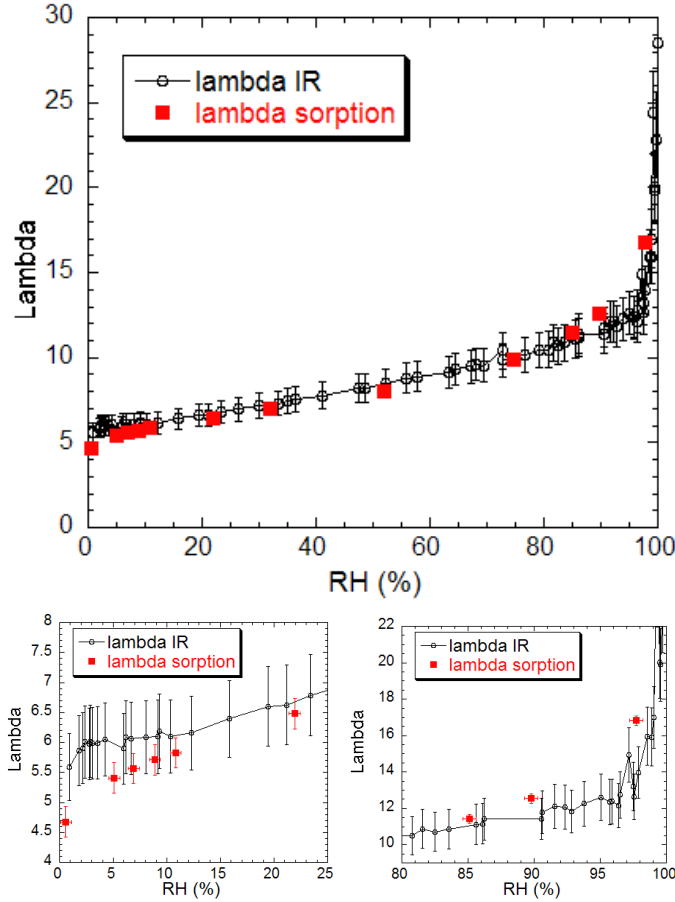 30
lambda IR
lambda sorption
25
20
15
10
5
0
Lambda
0 20 40 60 80 100
RH (%)
8
lambda IR
lambda sorption
7.5
7
6.5
6
5.5
5
4.5
4
Lambda
0 5 10 15 20 25
RH (%)
22
lambda IR
lambda sorption
20
18
16
14
12
10
Lambda
80 85 90 95 100
RH (%)